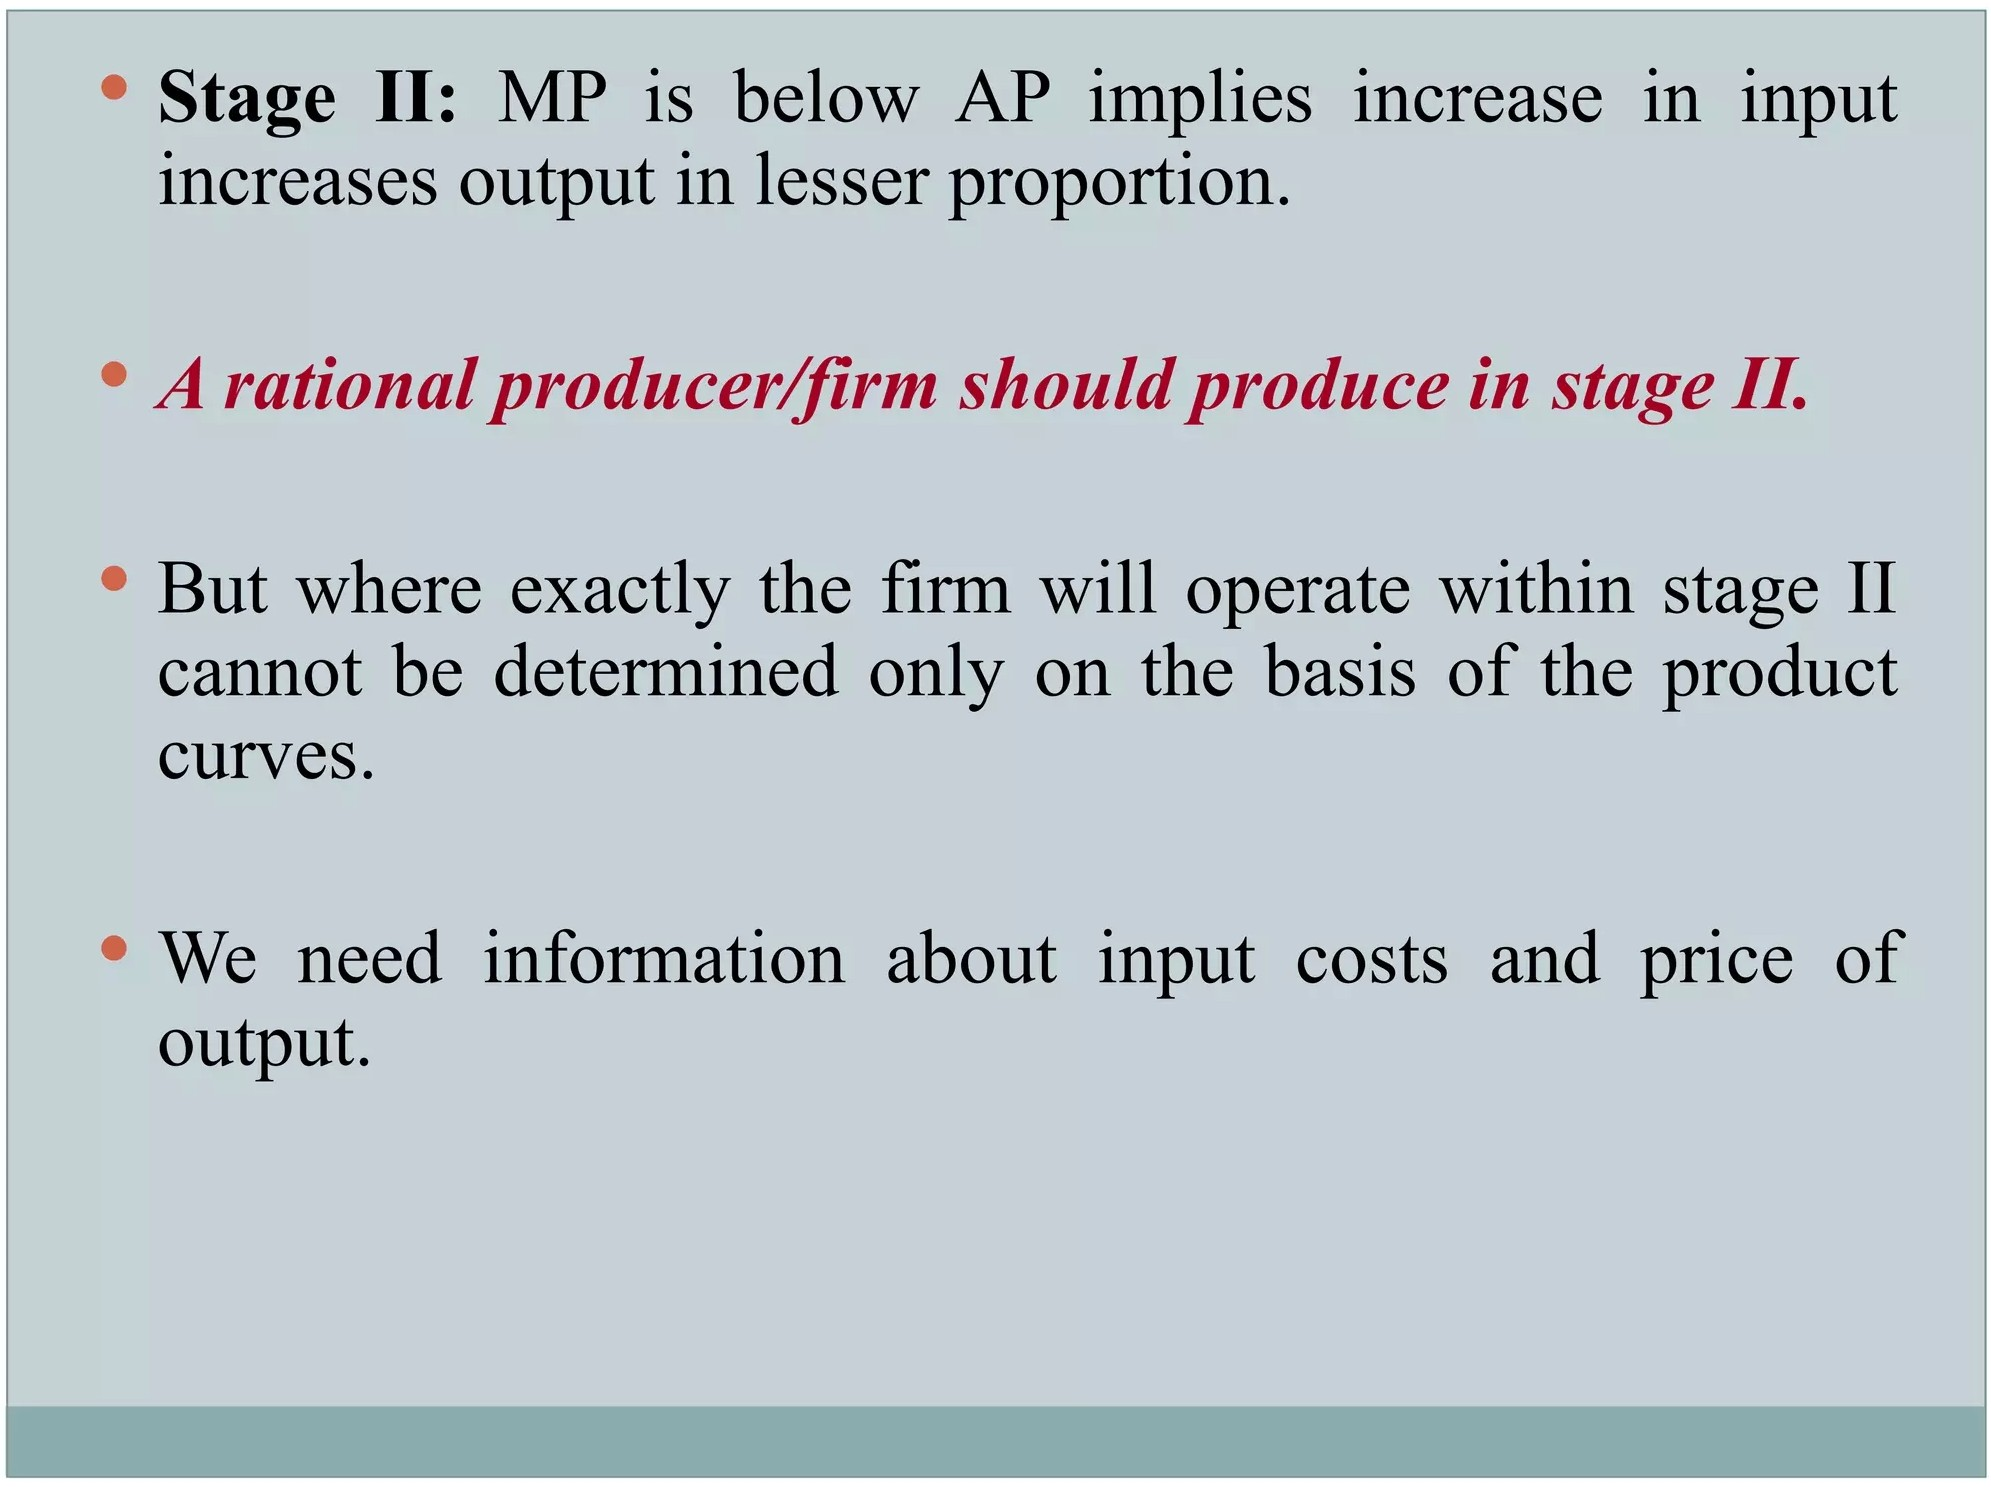 • Stage II: MP is below AP implies increase in input
increases output in lesser proportion.
• A rational producer/firm should produce in stage II.
• But where exactly the firm will operate within stage II
cannot be determined only on the basis of the product
curves.
• We need information about input costs and price of
output.